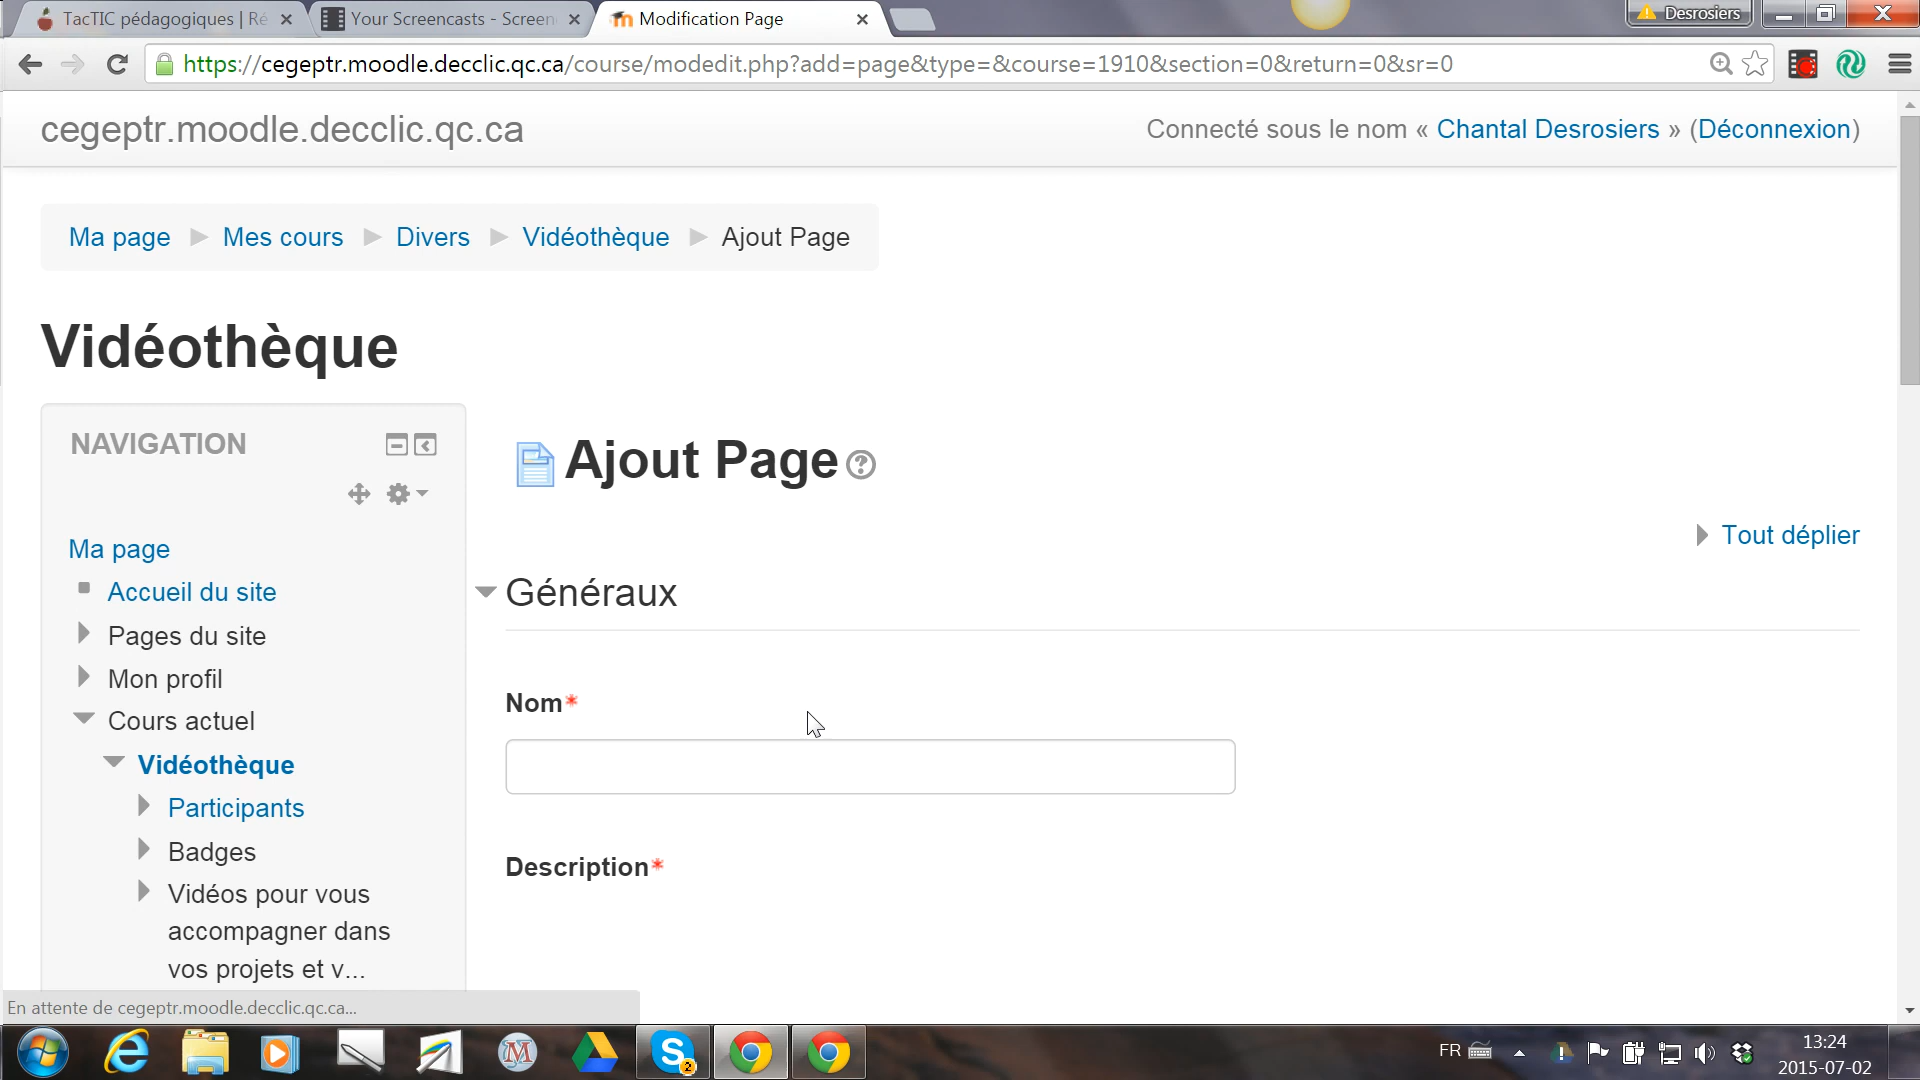 TacTIC pédagogiques | Ré
Your Screencasts - Screen
Modification Page
Desrosiers
https://cegeptr.moodle.decclic.qc.ca/course/modedit.php?add=page&type=&course=1910&section=0&return=0&sr=0
cegeptr.moodle.decclic.qc.ca
Connecté sous le nom « Chantal Desrosiers » (Déconnexion)
Ma page
Mes cours
Divers
Vidéothèque
Ajout Page
Vidéothèque
NAVIGATION
Ma page
Accueil du site
Pages du site
Mon profil
Cours actuel
Vidéothèque
Participants
Badges
Vidéos pour vous
accompagner dans
vos projets et v...
Ajout Page
Tout déplier
Généraux
Nom*
Description*
En attente de cegeptr.moodle.decclic.qc.ca...
FR
13:24
2015-07-02